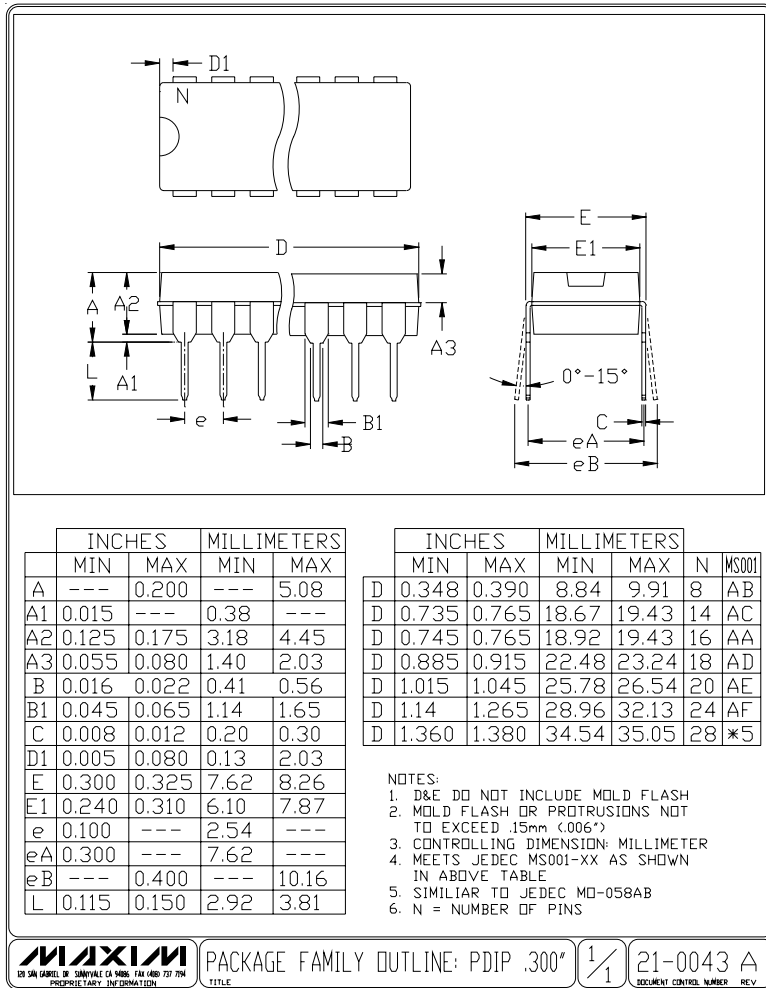 D1
N
E
D
E1
A
A2
A3
L
A1
0°-15°
e
B1
B
C
eA
eB
INCHES MILLIMETERS
MIN MAX MIN MAX
A --- 0.200 --- 5.08
A1 0.015 --- 0.38 ---
A2 0.125 0.175 3.18 4.45
A3 0.055 0.080 1.40 2.03
B 0.016 0.022 0.41 0.56
B1 0.045 0.065 1.14 1.65
C 0.008 0.012 0.20 0.30
D1 0.005 0.080 0.13 2.03
E 0.300 0.325 7.62 8.26
E1 0.240 0.310 6.10 7.87
e 0.100 --- 2.54 ---
eA 0.300 --- 7.62 ---
eB --- 0.400 --- 10.16
L 0.115 0.150 2.92 3.81
INCHES MILLIMETERS
MIN MAX MIN MAX N MS001
D 0.348 0.390 8.84 9.91 8 AB
D 0.735 0.765 18.67 19.43 14 AC
D 0.745 0.765 18.92 19.43 16 AA
D 0.885 0.915 22.48 23.24 18 AD
D 1.015 1.045 25.78 26.54 20 AE
D 1.14 1.265 28.96 32.13 24 AF
D 1.360 1.380 34.54 35.05 28 *5
NOTES:
1. D&E DO NOT INCLUDE MOLD FLASH
2. MOLD FLASH OR PROTRUSIONS NOT
TO EXCEED .15mm (.006")
3. CONTROLLING DIMENSION: MILLIMETER
4. MEETS JEDEC MS001-XX AS SHOWN
IN ABOVE TABLE
5. SIMILIAR TO JEDEC MO-058AB
6. N = NUMBER OF PINS
MAXIM
120 SAN GABRIEL DR SUNNYVALE CA 94086 FAX (408) 737 7194
PROPRIETARY INFORMATION
PACKAGE FAMILY OUTLINE: PDIP .300"
TITLE
1/1
21-0043 A
DOCUMENT CONTROL NUMBER REV